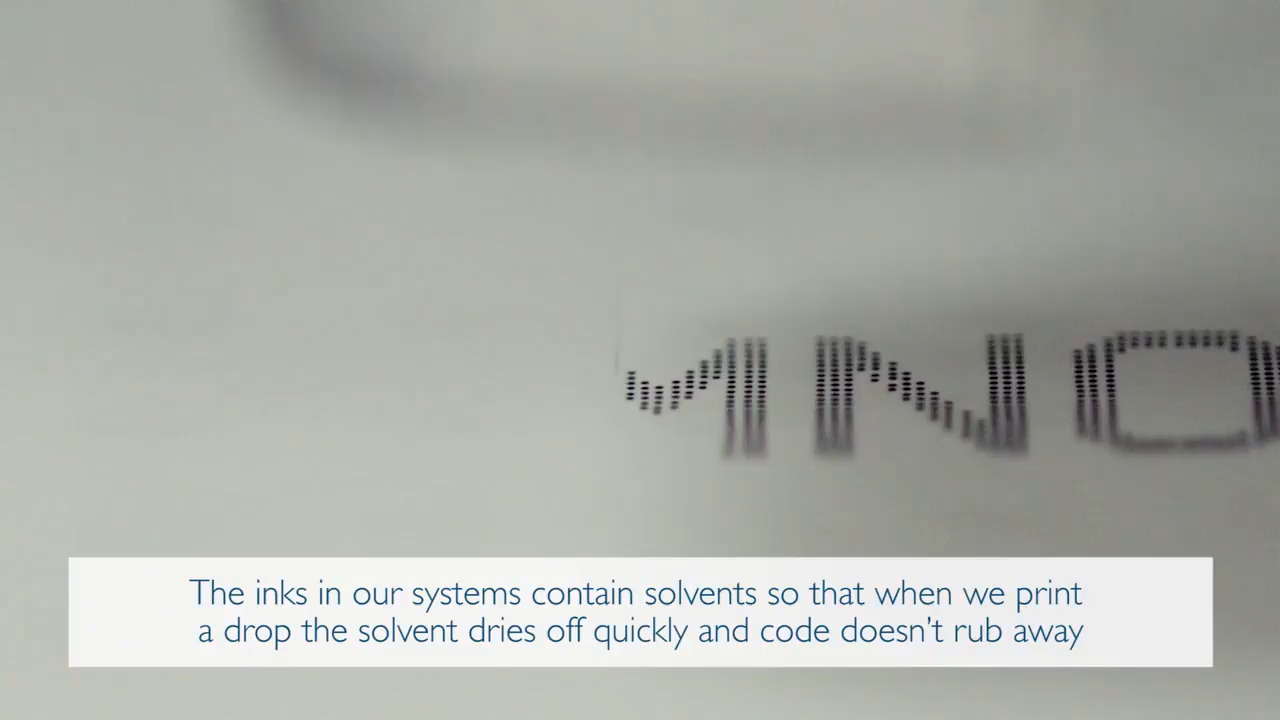 MNO
The inks in our systems contain solvents so that when we print
a drop the solvent dries off quickly and code doesn't rub away